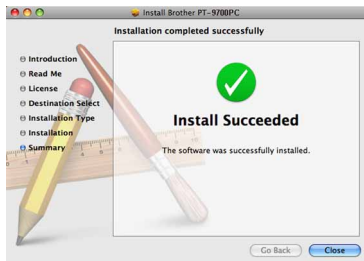 Install Brother PT-9700PC
Installation completed successfully
Introduction
Read Me
License
Destination Select
Installation Type
Installation
Summary
Install Succeeded
The software was successfully installed.
Go Back
Close